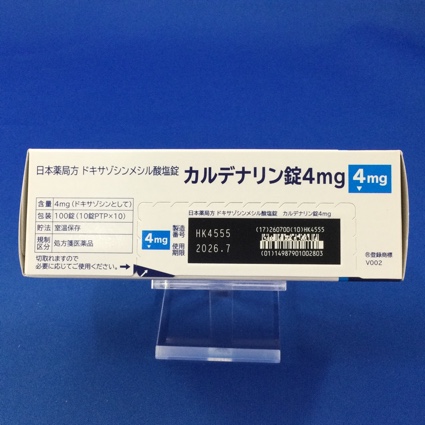 日本薬局方 ドキサゾシンメシル酸塩錠 カルデナリン錠4mg 4mg
含量 4mg(ドキサゾシンとして)
包装 100錠(10錠PTP×10)
貯法 室温保存
規制区分 処方箋医薬品
切取れますので
必要に応じてご使用ください。
日本薬局方 ドキサゾシンメシル酸塩錠 カルデナリン錠4mg
4mg
製造番号 HK4555
使用期限 2026.7
(17)260700(10)HK4555
(01)14987901002803
®登録商標
V002